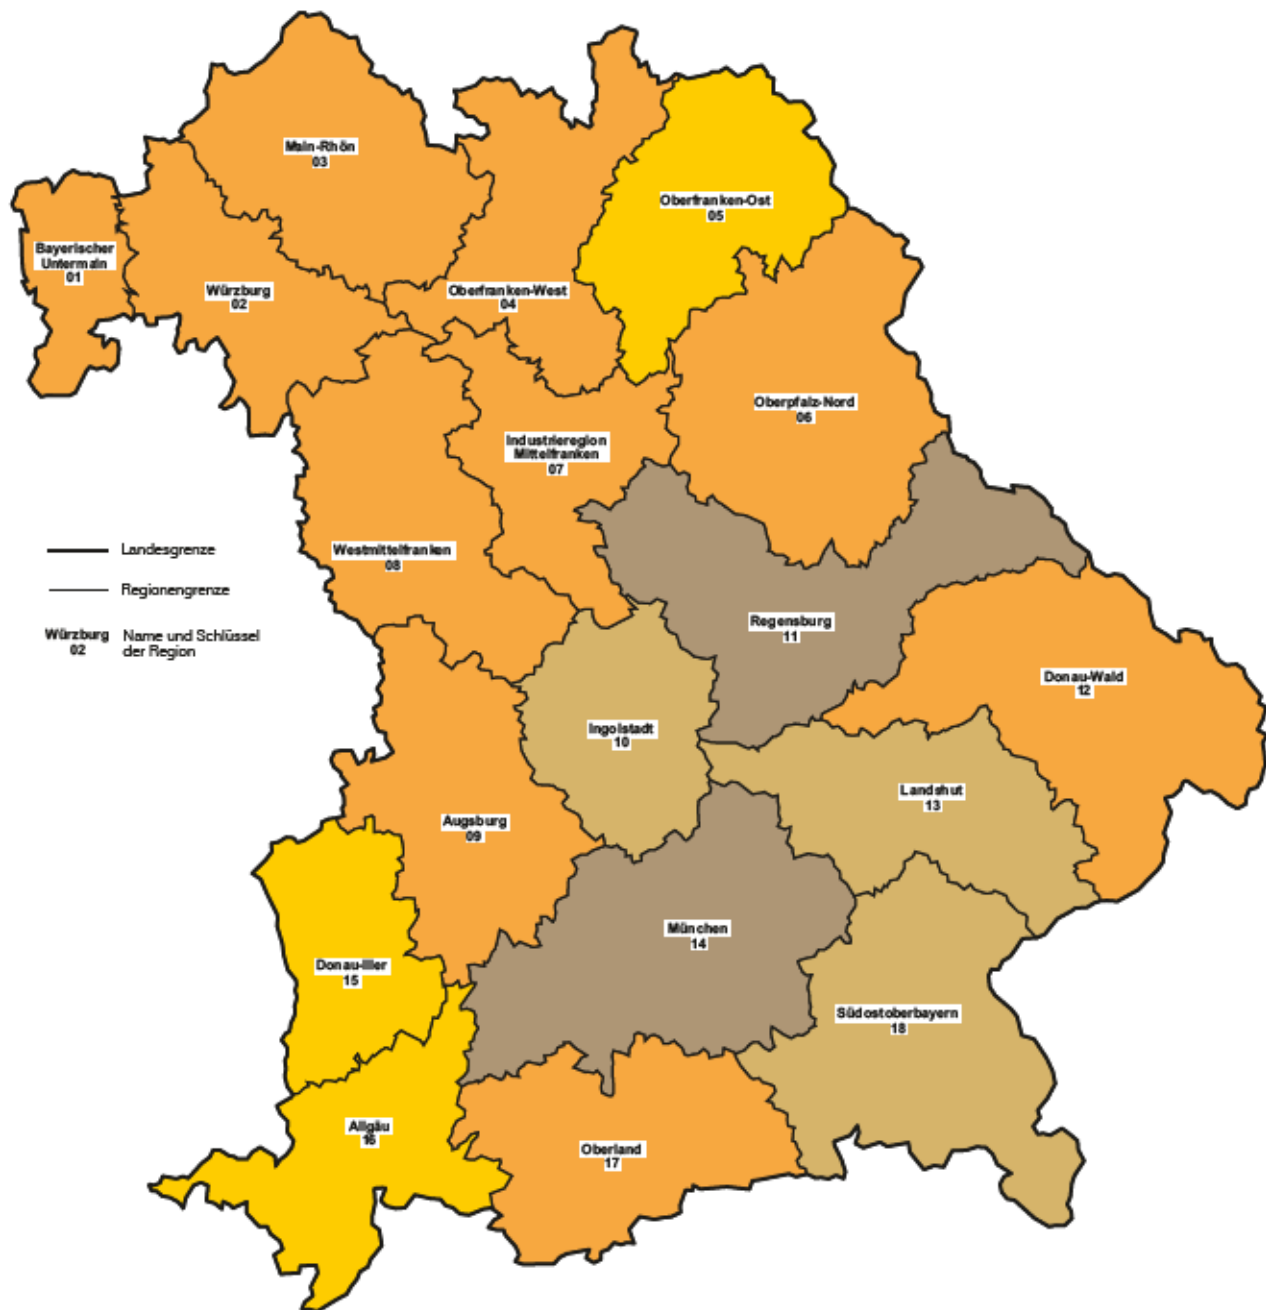 Main-Rhön
03
Oberfranken-Ost
05
Bayerischer
Untermain
01
Würzburg
02
Oberfranken-West
04
Oberpfalz-Nord
06
Industrieregion
Mittelfranken
07
Westmittelfranken
08
Landesgrenze
Regionengrenze
Würzburg
02
Name und Schlüssel
der Region
Regensburg
11
Donau-Wald
12
Ingolstadt
10
Landshut
13
Augsburg
09
München
14
Donau-Iller
15
Südostoberbayern
18
Allgäu
16
Oberland
17